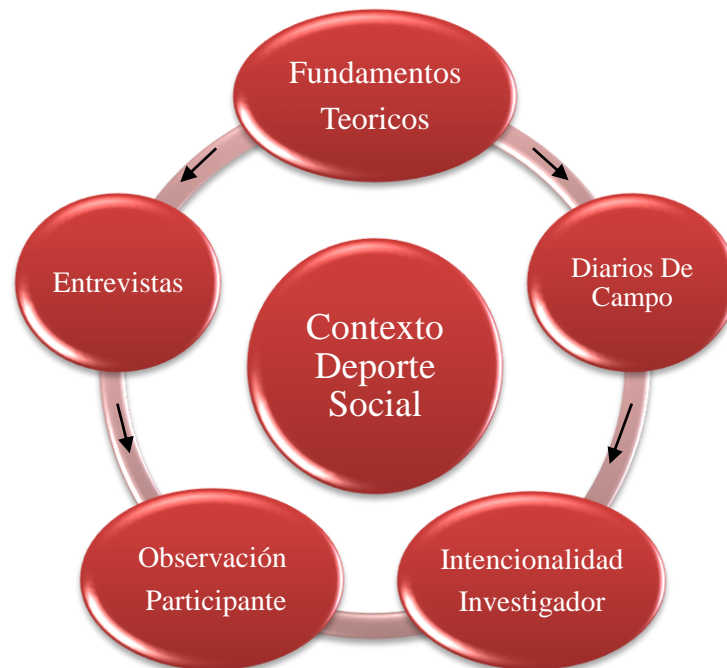 Fundamentos
Teoricos
Entrevistas
Diarios De
Campo
Contexto
Deporte
Social
Observación
Participante
Intencionalidad
Investigador